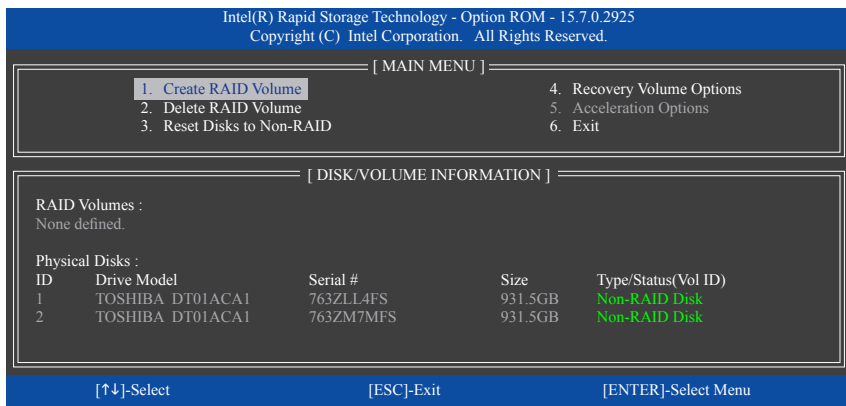 Intel(R) Rapid Storage Technology - Option ROM - 15.7.0.2925
Copyright (C) Intel Corporation. All Rights Reserved.
[ MAIN MENU ]
1. Create RAID Volume
2. Delete RAID Volume
3. Reset Disks to Non-RAID
4. Recovery Volume Options
5. Acceleration Options
6. Exit
[ DISK/VOLUME INFORMATION ]
RAID Volumes :
None defined.
Physical Disks :
ID Drive Model Serial # Size Type/Status(Vol ID)
1 TOSHIBA DT01ACA1 763ZLL4FS 931.5GB Non-RAID Disk
2 TOSHIBA DT01ACA1 763ZM7MFS 931.5GB Non-RAID Disk
[↑↓]-Select [ESC]-Exit [ENTER]-Select Menu